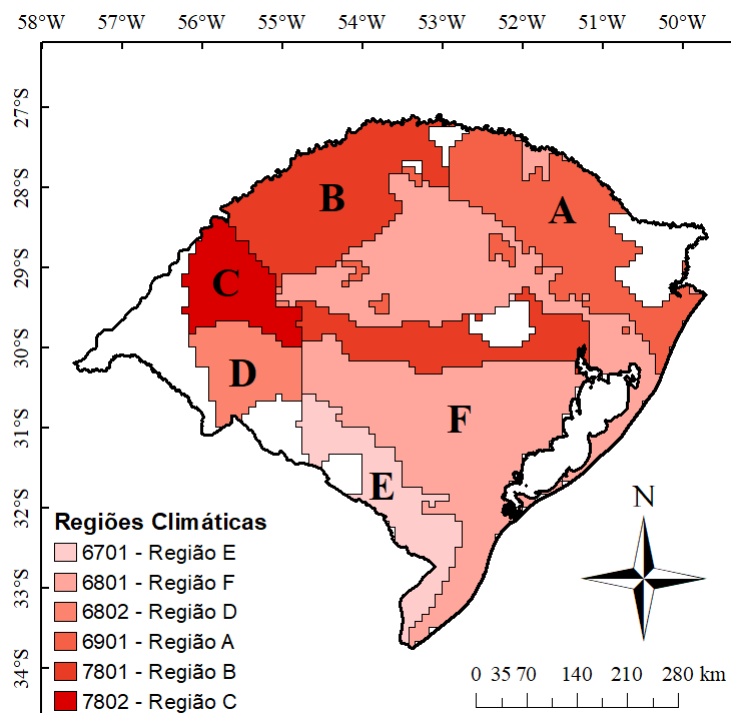 58°W 57°W 56°W 55°W 54°W 53°W 52°W 51°W 50°W
27°S
28°S
29°S
30°S
31°S
32°S
33°S
34°S
B
A
C
D
F
E
N
Regiões Climáticas
6701 - Região E
6801 - Região F
6802 - Região D
6901 - Região A
7801 - Região B
7802 - Região C
0 35 70 140 210 280 km